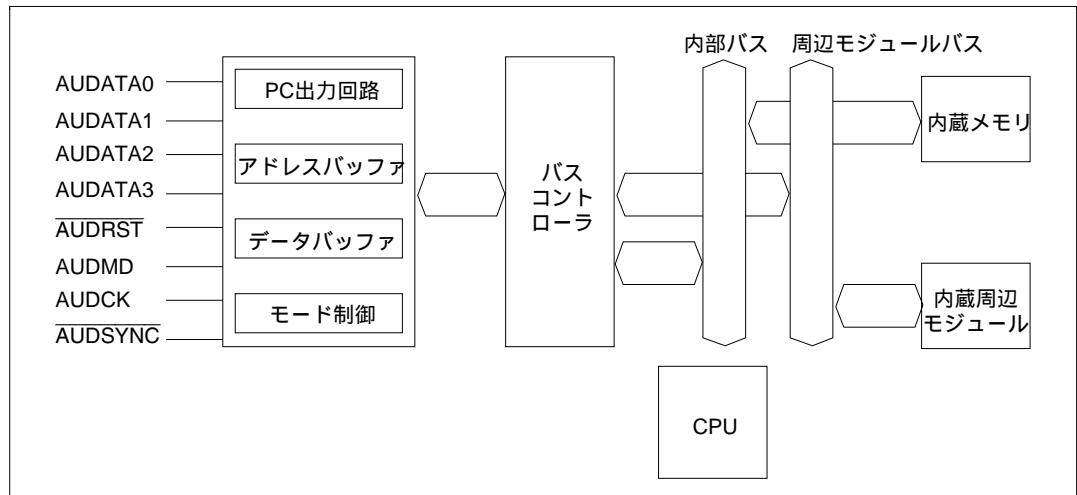 内部バス
周辺モジュールバス
AUDATA0
AUDATA1
AUDATA2
AUDATA3
AUDRST
AUDMD
AUDCK
AUDSYNC
PC出力回路
アドレスバッファ
データバッファ
モード制御
バス
コント
ローラ
内蔵メモリ
内蔵周辺
モジュール
CPU